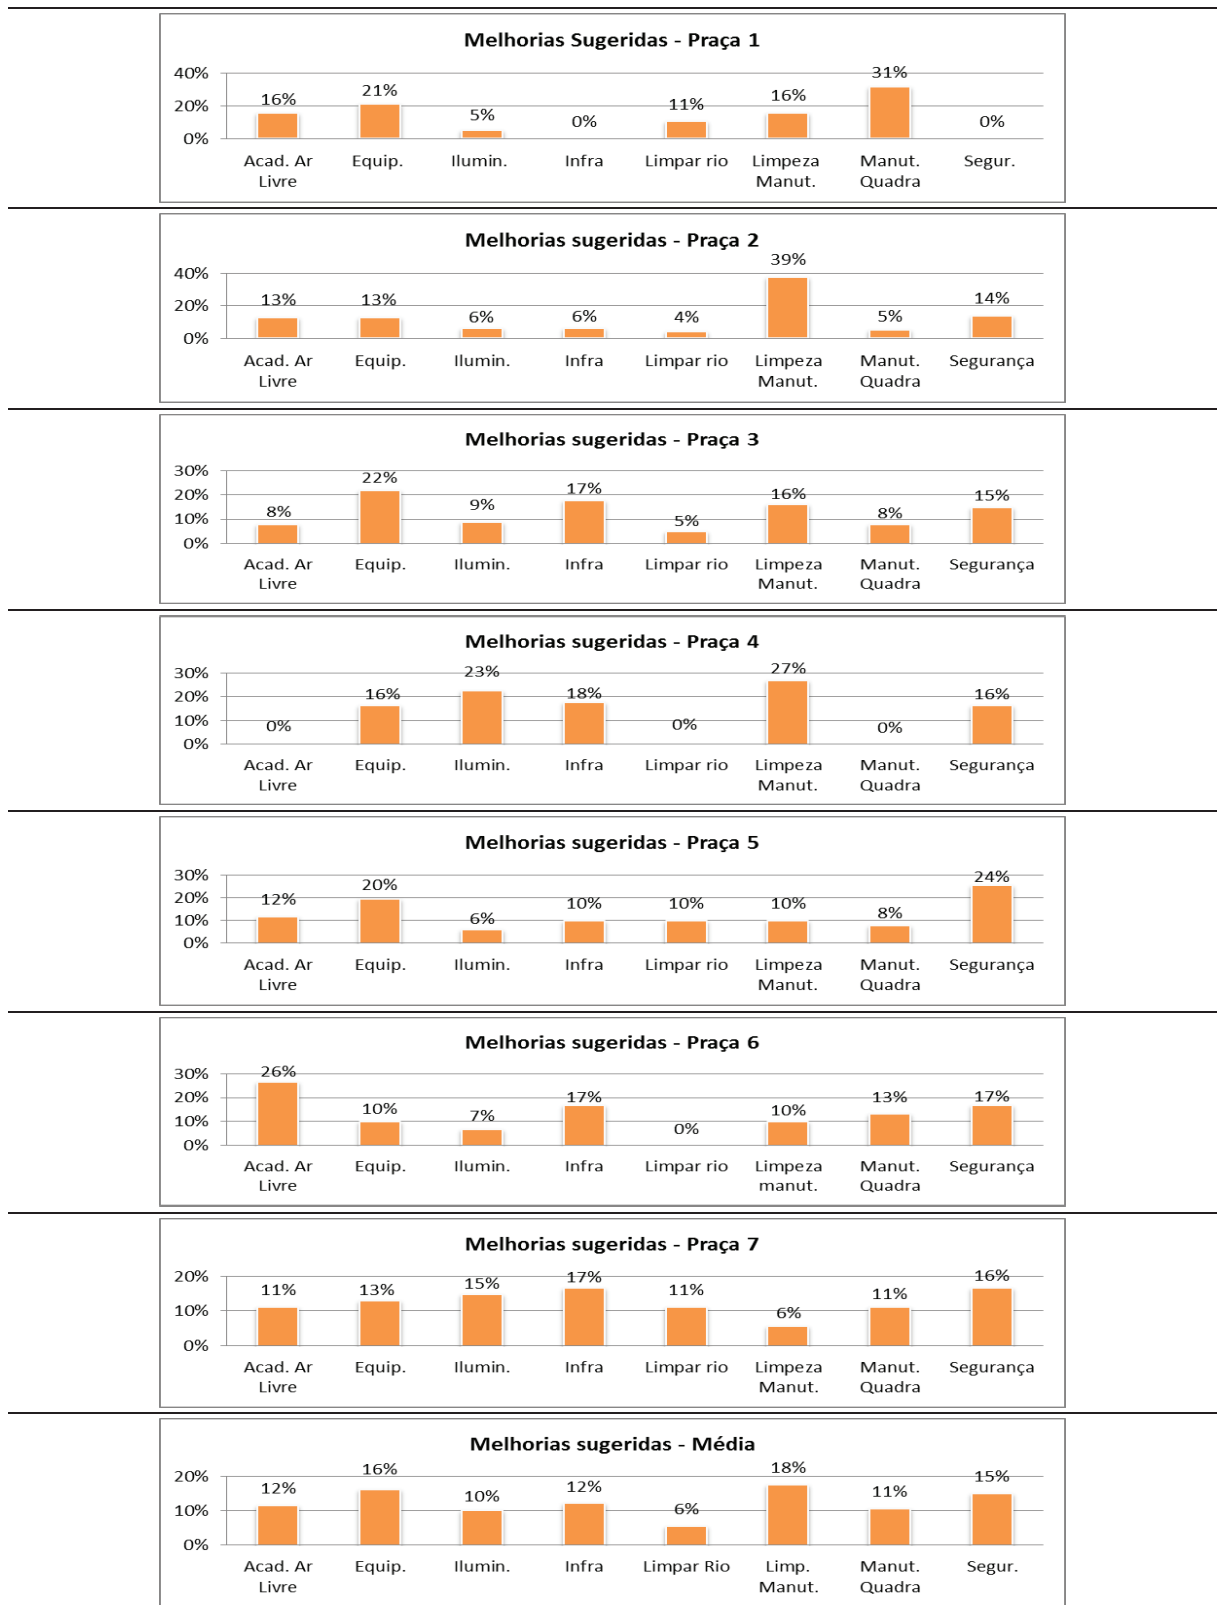 Melhorias Sugeridas - Praça 1
40%
20%
0%
16%
21%
5%
0%
11%
16%
31%
0%
Acad. Ar Livre
Equip.
Ilumin.
Infra
Limpar rio
Limpeza Manut.
Manut. Quadra
Segur.
Melhorias sugeridas - Praça 2
40%
20%
0%
13%
13%
6%
6%
4%
39%
5%
14%
Acad. Ar Livre
Equip.
Ilumin.
Infra
Limpar rio
Limpeza Manut.
Manut. Quadra
Segurança
Melhorias sugeridas - Praça 3
30%
20%
10%
0%
8%
22%
9%
17%
5%
16%
8%
15%
Acad. Ar Livre
Equip.
Ilumin.
Infra
Limpar rio
Limpeza Manut.
Manut. Quadra
Segurança
Melhorias sugeridas - Praça 4
30%
20%
10%
0%
0%
16%
23%
18%
0%
27%
0%
16%
Acad. Ar Livre
Equip.
Ilumin.
Infra
Limpar rio
Limpeza Manut.
Manut. Quadra
Segurança
Melhorias sugeridas - Praça 5
30%
20%
10%
0%
12%
20%
6%
10%
10%
10%
8%
24%
Acad. Ar Livre
Equip.
Ilumin.
Infra
Limpar rio
Limpeza Manut.
Manut. Quadra
Segurança
Melhorias sugeridas - Praça 6
30%
20%
10%
0%
26%
10%
7%
17%
0%
10%
13%
17%
Acad. Ar Livre
Equip.
Ilumin.
Infra
Limpar rio
Limpeza manut.
Manut. Quadra
Segurança
Melhorias sugeridas - Praça 7
20%
10%
0%
11%
13%
15%
17%
11%
6%
11%
16%
Acad. Ar Livre
Equip.
Ilumin.
Infra
Limpar rio
Limpeza Manut.
Manut. Quadra
Segurança
Melhorias sugeridas - Média
20%
10%
0%
12%
16%
10%
12%
6%
18%
11%
15%
Acad. Ar Livre
Equip.
Ilumin.
Infra
Limpar Rio
Limp. Manut.
Manut. Quadra
Segur.